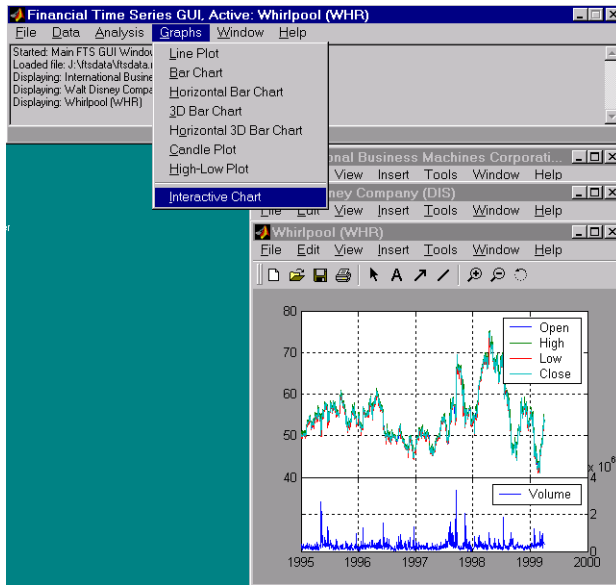 Financial Time Series GUI, Active: Whirlpool (WHR)
File Data Analysis Graphs Window Help
Started: Main FTS GUI Window
Loaded file: J:\ftsdata\ftsdata.
Displaying: International Busine
Displaying: Walt Disney Compa
Displaying: Whirlpool (WHR)
Line Plot
Bar Chart
Horizontal Bar Chart
3D Bar Chart
Horizontal 3D Bar Chart
Candle Plot
High-Low Plot
Interactive Chart
onal Business Machines Corporati...
View Insert Tools Window Help
ney Company (DIS)
File Edit View Insert Tools Window Help
Whirlpool (WHR)
File Edit View Insert Tools Window Help
A
80
70
60
50
40
Open
High
Low
Close
x 10^6
4
2
0
Volume
1995 1996 1997 1998 1999 2000